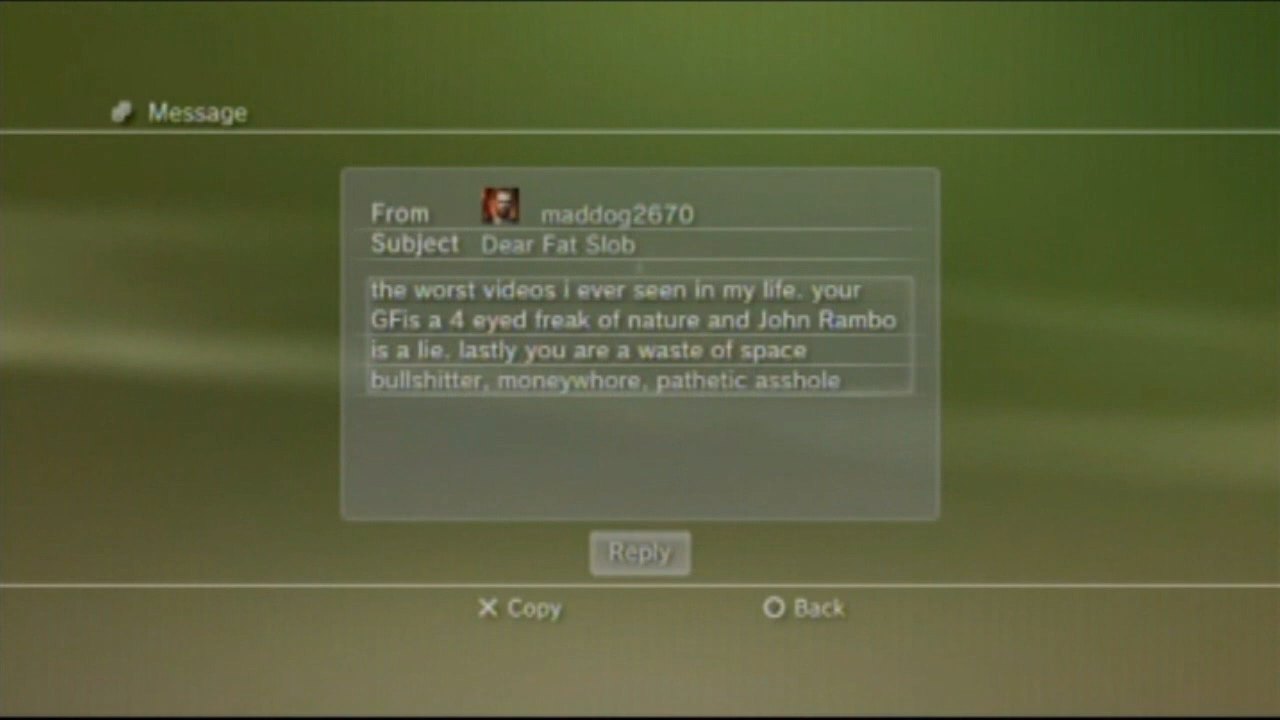 Message
From maddog2670
Subject Dear Fat Slob
the worst videos i ever seen in my life. your
GFis a 4 eyed freak of nature and John Rambo
is a lie. lastly you are a waste of space
bullshitter, moneywhore, pathetic asshole
Reply
Copy
Back